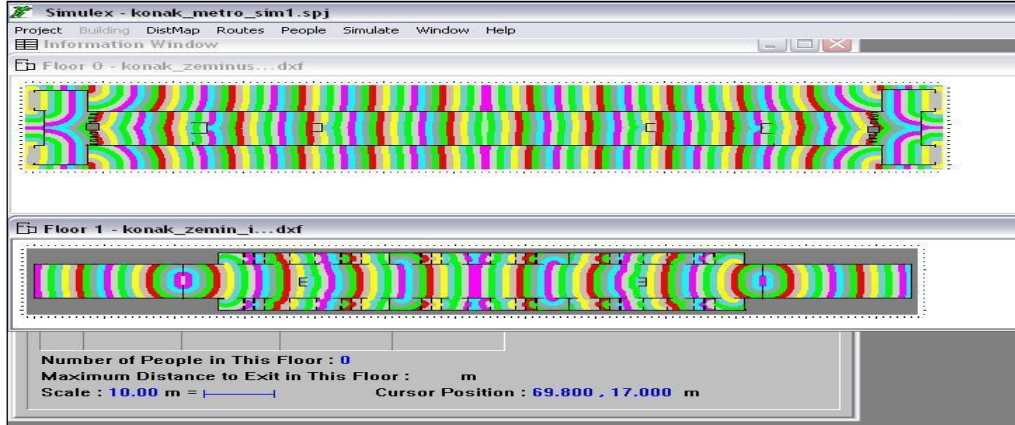 Simulex - konak_metro_sim1.spj
Project Building DistMap Routes People Simulate Window Help
Information Window
Floor 0 - konak_zeminus...dxf
Floor 1 - konak_zemin_i...dxf
Number of People in This Floor : 0
Maximum Distance to Exit in This Floor : m
Scale : 10.00 m = Cursor Position : 69.800 , 17.000 m